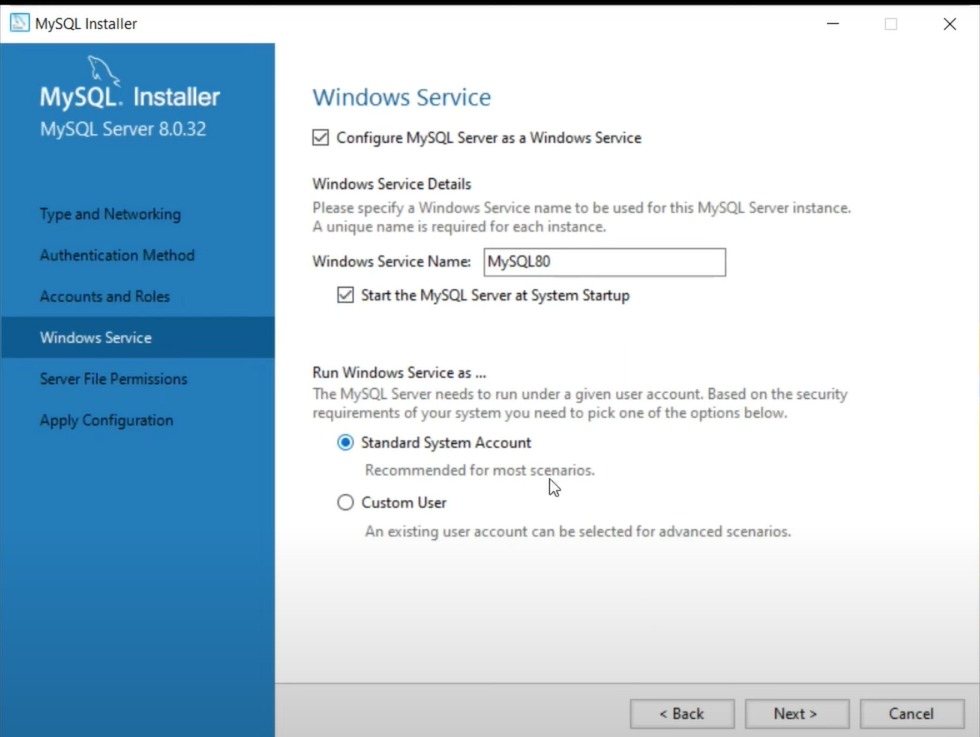 MySQL Installer
MySQL. Installer
MySQL Server 8.0.32
Type and Networking
Authentication Method
Accounts and Roles
Windows Service
Server File Permissions
Apply Configuration
Windows Service
Configure MySQL Server as a Windows Service
Windows Service Details
Please specify a Windows Service name to be used for this MySQL Server instance.
A unique name is required for each instance.
Windows Service Name: MySQL80
Start the MySQL Server at System Startup
Run Windows Service as ...
The MySQL Server needs to run under a given user account. Based on the security
requirements of your system you need to pick one of the options below.
Standard System Account
Recommended for most scenarios.
Custom User
An existing user account can be selected for advanced scenarios.
< Back Next > Cancel